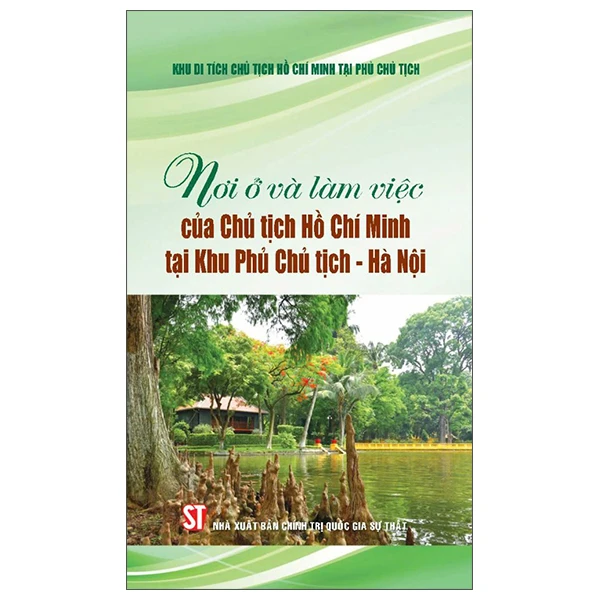 KHU DI TÍCH CHỦ TỊCH HỒ CHÍ MINH TẠI PHỦ CHỦ TỊCH
Nơi ở và làm việc
của Chủ tịch Hồ Chí Minh
tại Khu Phủ Chủ tịch - Hà Nội
ST
NHÀ XUẤT BẢN CHÍNH TRỊ QUỐC GIA SỰ THẬT